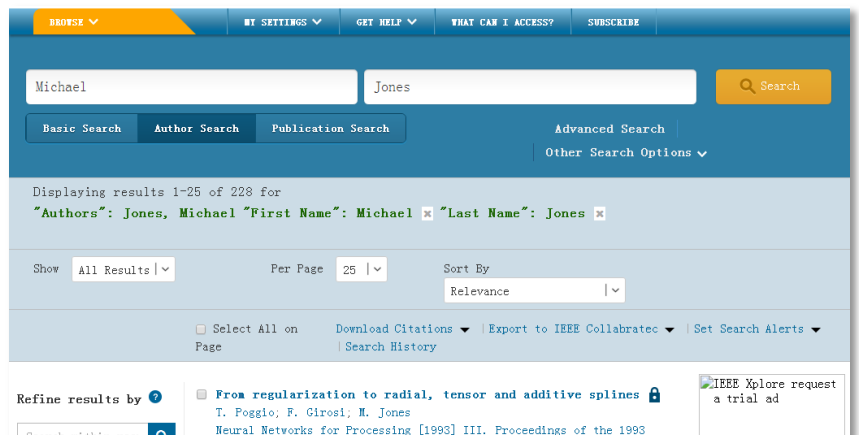 BROWSE MY SETTINGS GET HELP WHAT CAN I ACCESS? SUBSCRIBE
Michael Jones Search
Basic Search Author Search Publication Search Advanced Search
Other Search Options
Displaying results 1-25 of 228 for
"Authors": Jones, Michael "First Name": Michael "Last Name": Jones
Show All Results Per Page 25 Sort By
Relevance
Select All on Page
Download Citations | Export to IEEE Collabratec | Set Search Alerts
| Search History
Refine results by ?
From regularization to radial, tensor and additive splines
T. Poggio; F. Girosi; M. Jones
Neural Networks for Processing [1993] III. Proceedings of the 1993
IEEE Xplore request
a trial ad